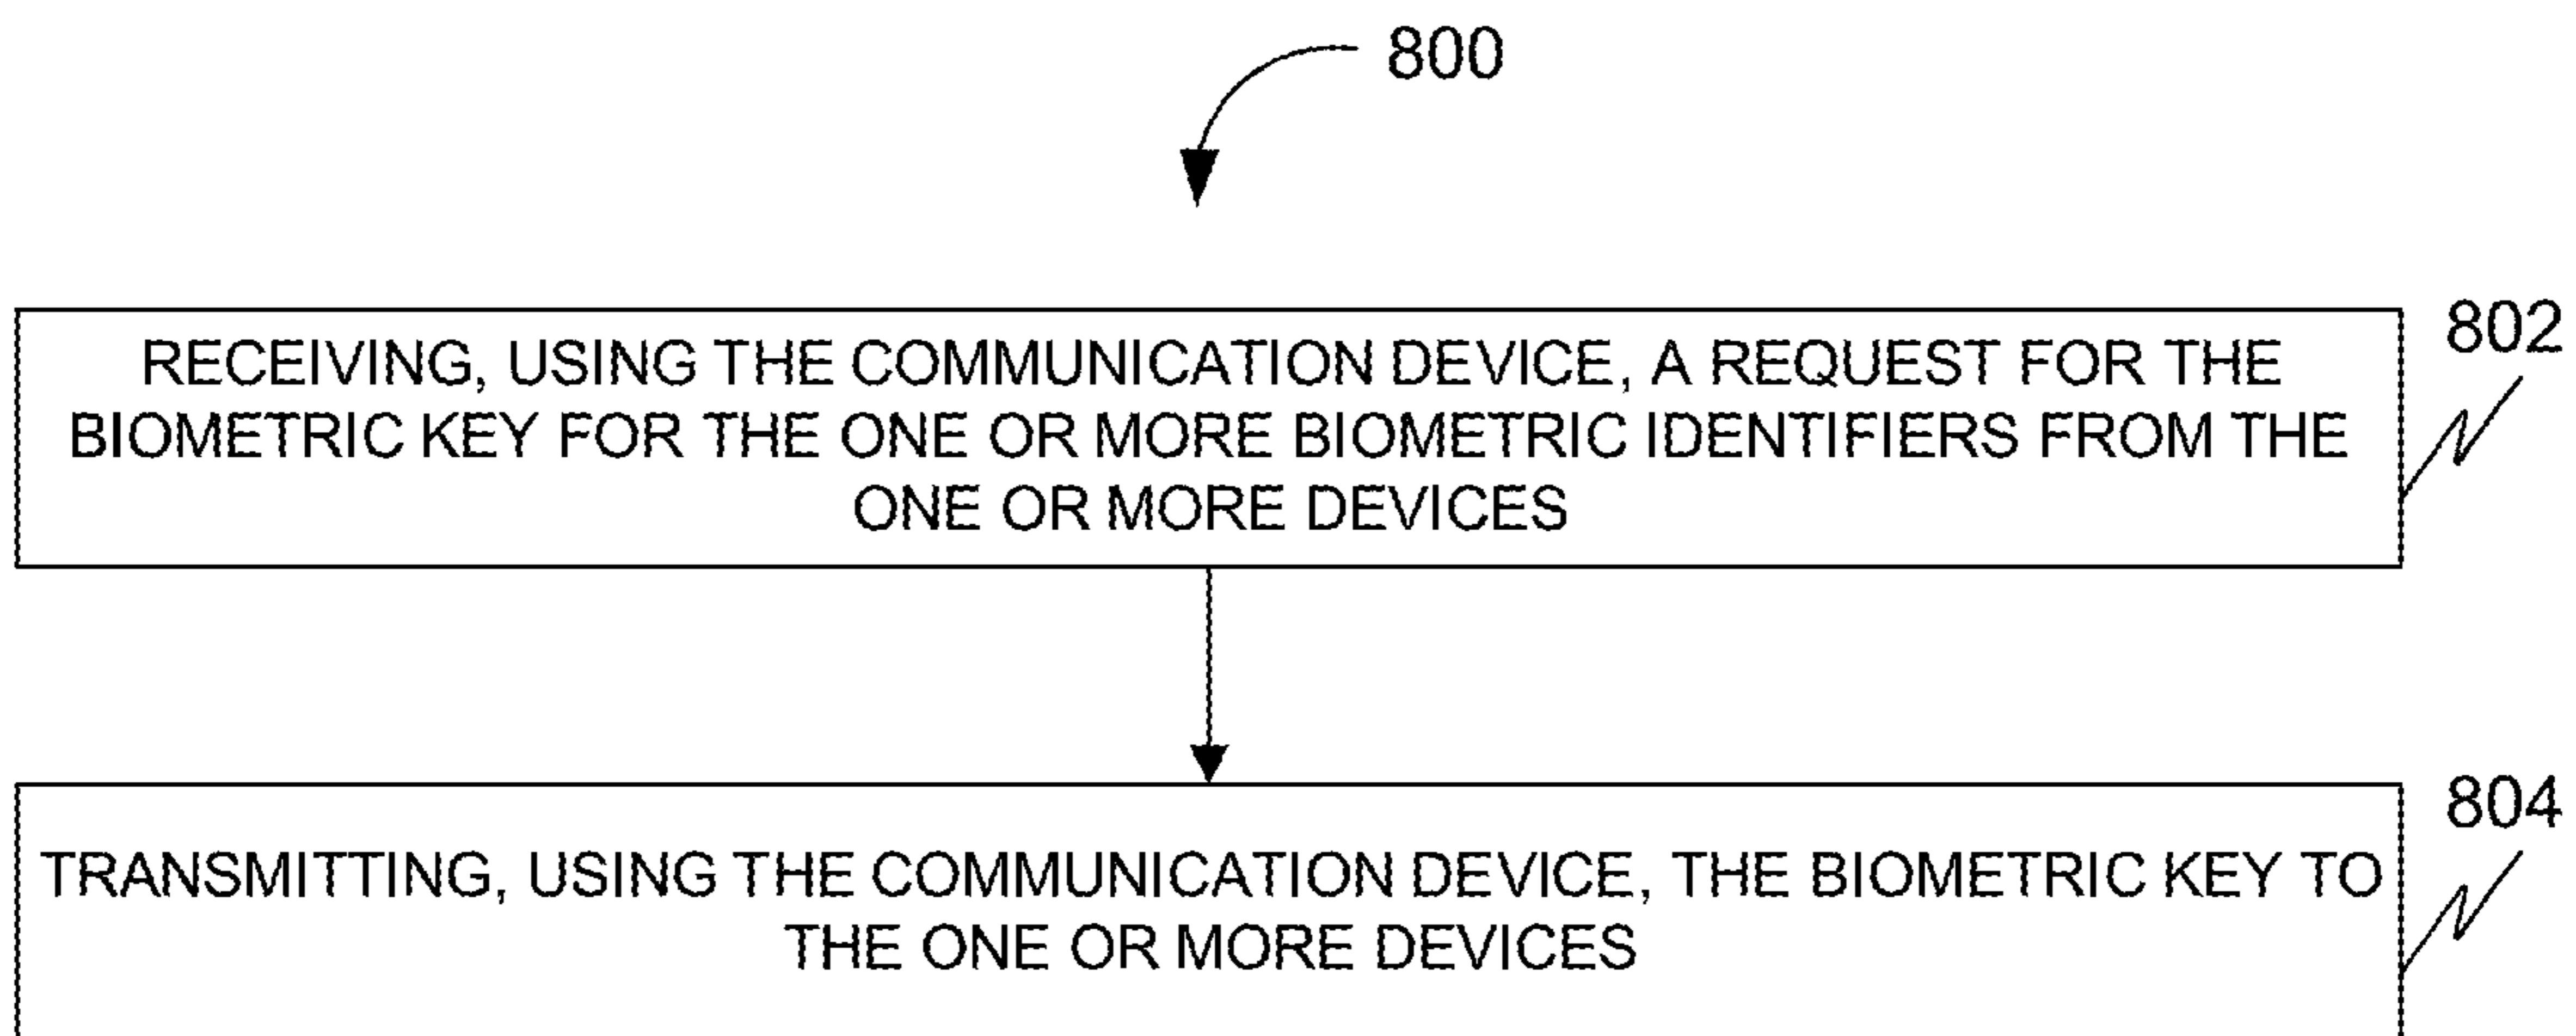 800
802
RECEIVING, USING THE COMMUNICATION DEVICE, A REQUEST FOR THE
BIOMETRIC KEY FOR THE ONE OR MORE BIOMETRIC IDENTIFIERS FROM THE
ONE OR MORE DEVICES
804
TRANSMITTING, USING THE COMMUNICATION DEVICE, THE BIOMETRIC KEY TO
THE ONE OR MORE DEVICES